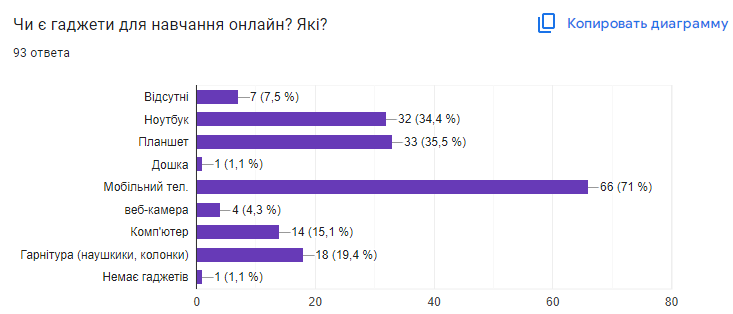 Чи є гаджети для навчання онлайн? Які?
Копировать диаграмму
93 ответа
Відсутні 7 (7,5 %)
Ноутбук 32 (34,4 %)
Планшет 33 (35,5 %)
Дошка 1 (1,1 %)
Мобільний тел. 66 (71 %)
веб-камера 4 (4,3 %)
Комп'ютер 14 (15,1 %)
Гарнітура (наушкики, колонки) 18 (19,4 %)
Немає гаджетів 1 (1,1 %)
0 20 40 60 80